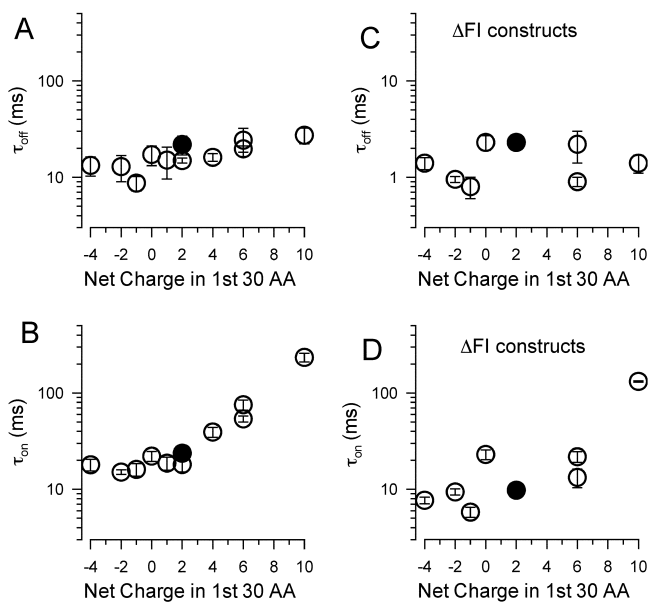 A
τoff (ms)
100
10
-4 -2 0 2 4 6 8 10
Net Charge in 1st 30 AA
C
ΔFI constructs
τoff (ms)
10
1
-4 -2 0 2 4 6 8 10
Net Charge in 1st 30 AA
B
τon (ms)
100
10
-4 -2 0 2 4 6 8 10
Net Charge in 1st 30 AA
D
ΔFI constructs
τon (ms)
100
10
-4 -2 0 2 4 6 8 10
Net Charge in 1st 30 AA